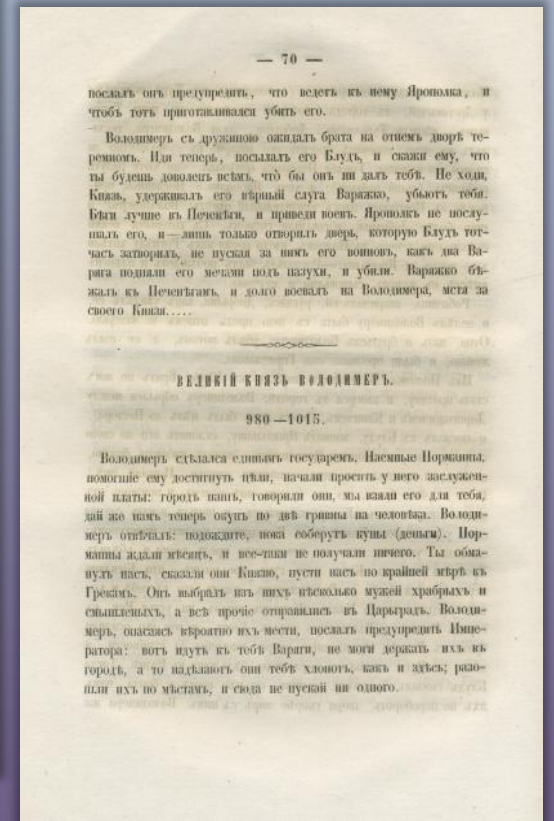 — 70 —
послалъ онъ предупредить, что ведетъ къ нему Ярополка, и
чтобъ тотъ приготавливался убить его.
Володимеръ съ дружиною ожидалъ брата на отнемъ дворѣ те-
ремномъ. Иди теперь, посылалъ его Блудъ, и скажи ему, что
ты будешь доволенъ всѣмъ, что̀ бы онъ ни далъ тебѣ. Не ходи,
Князь, удерживалъ его вѣрный слуга Варяжко, убьютъ тебя.
Бѣги лучше въ Печенѣги, и приведи воевъ. Ярополкъ не послу-
шалъ его, и—лишь только отворилъ дверь, которую Блудъ тот-
часъ затворилъ, не пуская за нимъ его воиновъ, какъ два Ва-
ряга подняли его мечами подъ пазухи, и убили. Варяжко бѣ-
жалъ къ Печенѣгамъ, и долго воевалъ на Володимера, мстя за
своего Князя.....
ВЕЛИКІЙ КНЯЗЬ ВОЛОДИМЕРЪ.
980—1015.
Володимеръ сдѣлался единымъ государемъ. Наемные Норманны,
помогшіе ему достигнуть цѣли, начали просить у него заслужен-
ной платы: городъ нашъ, говорили они, мы взяли его для тебя,
дай же намъ теперь окупъ по двѣ гривны на человѣка. Володи-
меръ отвѣчалъ: подождите, пока соберутъ куны (деньги). Нор-
манны ждали мѣсяцъ, и все-таки не получали ничего. Ты обма-
нулъ насъ, сказали они Князю, пусти насъ по крайней мѣрѣ къ
Грекамъ. Онъ выбралъ изъ нихъ нѣсколько мужей храбрыхъ и
смышленыхъ, а всѣ прочіе отправились въ Царьградъ. Володи-
меръ, опасаясь вѣроятно ихъ мести, послалъ предупредить Импе-
ратора: вотъ идутъ къ тебѣ Варяги, не моги держать ихъ въ
городѣ, а то надѣлаютъ они тебѣ хлопотъ, какъ и здѣсь; разо-
шли ихъ по мѣстамъ, и сюда не пускай ни одного.